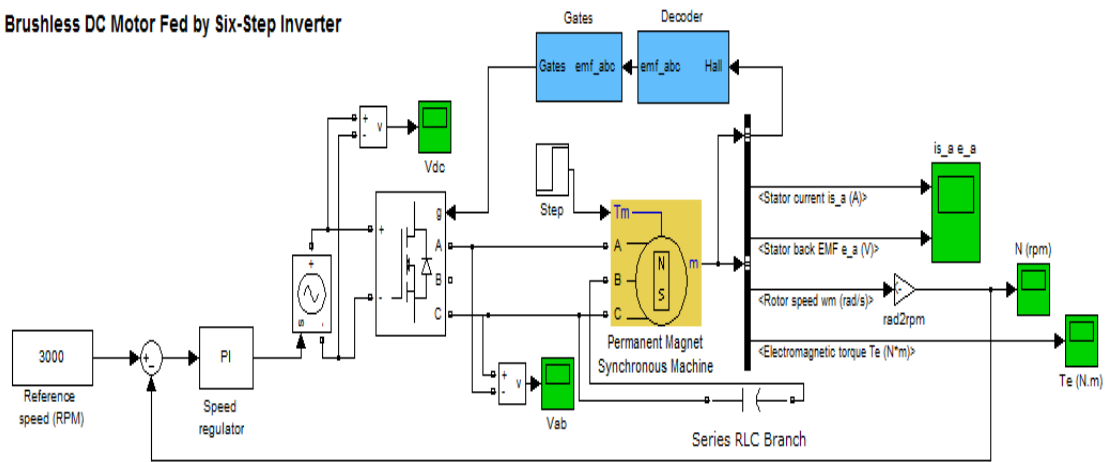 Brushless DC Motor Fed by Six-Step Inverter
Gates
Decoder
Gates emf_abc
emf_abc Hall
+
-
v
Vdc
Step
is_a e_a
g
A
B
C
+
-
Tm
A
B
C
m
N
S
<Stator current is_a (A)>
<Stator back EMF e_a (V)>
<Rotor speed wm (rad/s)>
<Electromagnetic torque Te (N*m)>
N (rpm)
rad2rpm
Te (N.m)
+
s
-
3000
Reference
speed (RPM)
+
-
PI
Speed
regulator
Permanent Magnet
Synchronous Machine
+
-
v
Vab
Series RLC Branch